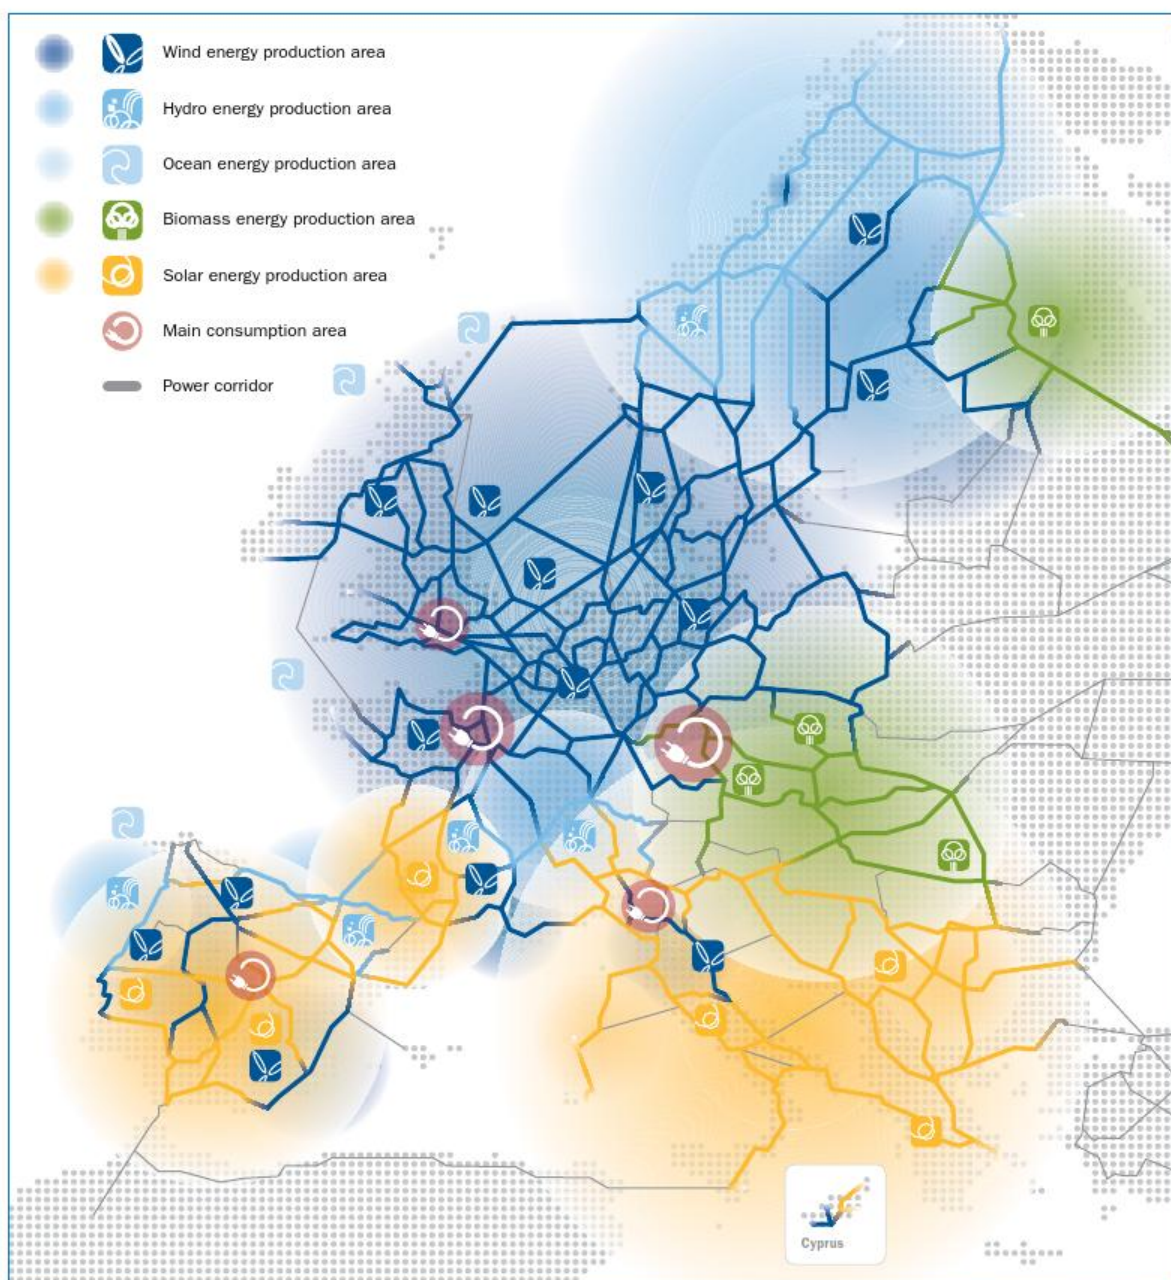 Wind energy production area
Hydro energy production area
Ocean energy production area
Biomass energy production area
Solar energy production area
Main consumption area
Power corridor
Cyprus